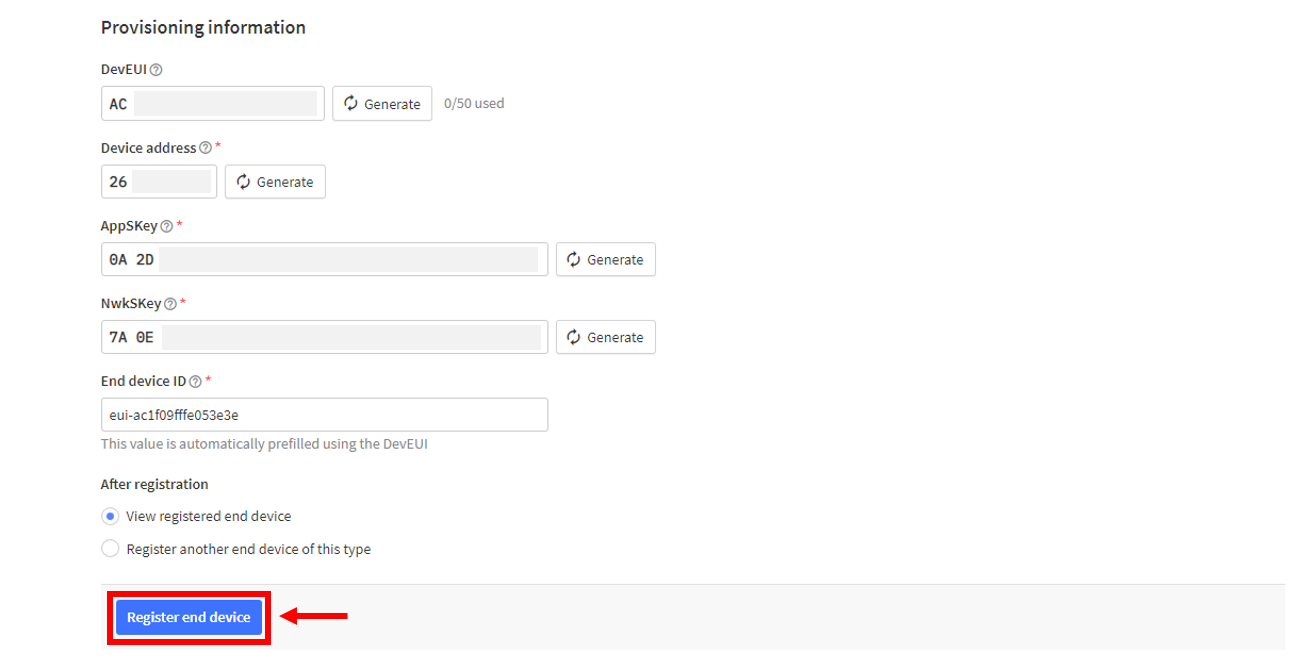 Provisioning information
DevEUI
AC
Generate
0/50 used
Device address *
26
Generate
AppSKey *
0A 2D
Generate
NwkSKey *
7A 0E
Generate
End device ID *
eui-ac1f09fffe053e3e
This value is automatically prefilled using the DevEUI
After registration
View registered end device
Register another end device of this type
Register end device